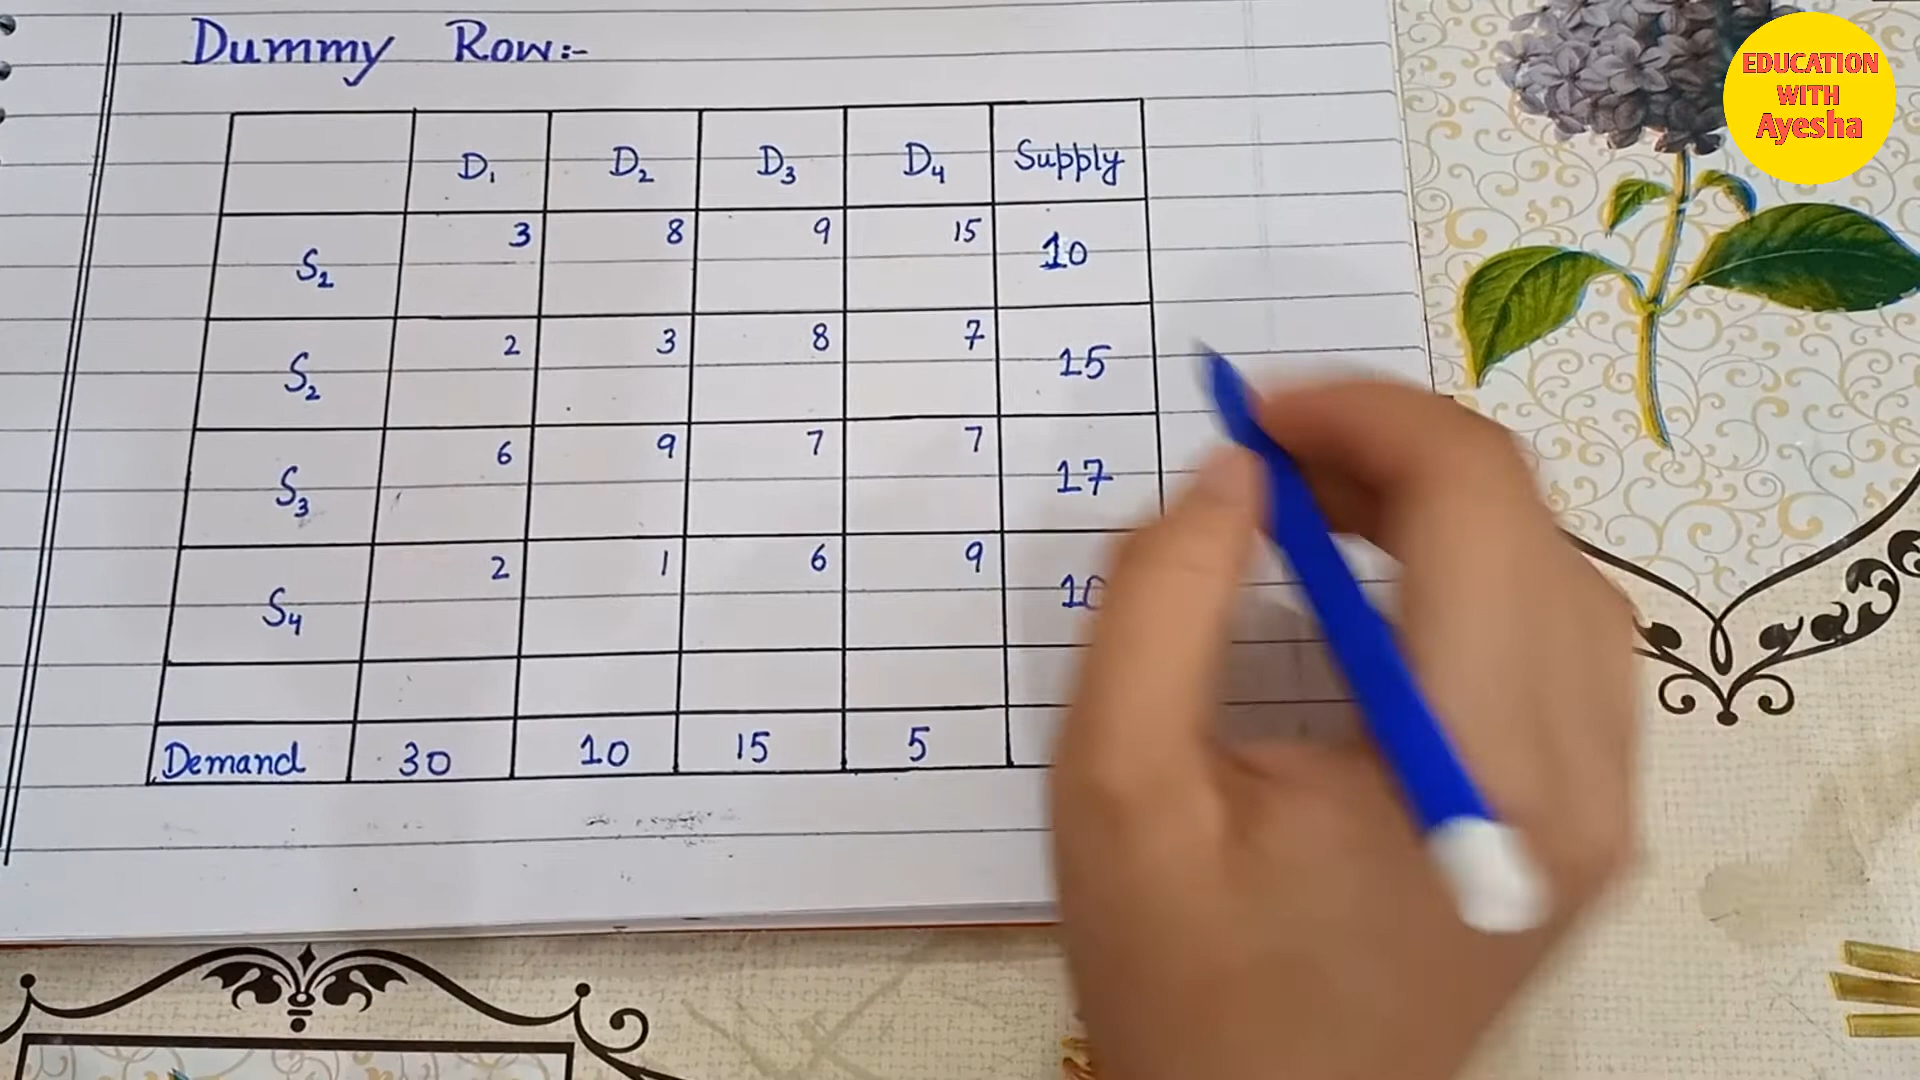 Dummy Row:-
D₁ D₂ D₃ D₄ Supply
S₂ 3 8 9 15 10
S₂ 2 3 8 7 15
S₃ 6 9 7 7 17
S₄ 2 1 6 9 10
Demand 30 10 15 5
EDUCATION
WITH
Ayesha